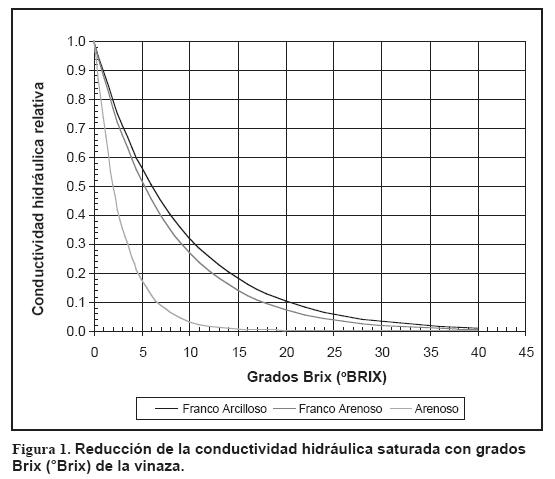 1.0
0.9
0.8
0.7
0.6
0.5
0.4
0.3
0.2
0.1
0.0
Conductividad hidráulica relativa
0 5 10 15 20 25 30 35 40 45
Grados Brix (ºBRIX)
Franco Arcilloso Franco Arenoso Arenoso
Figura 1. Reducción de la conductividad hidráulica saturada con grados
Brix (°Brix) de la vinaza.